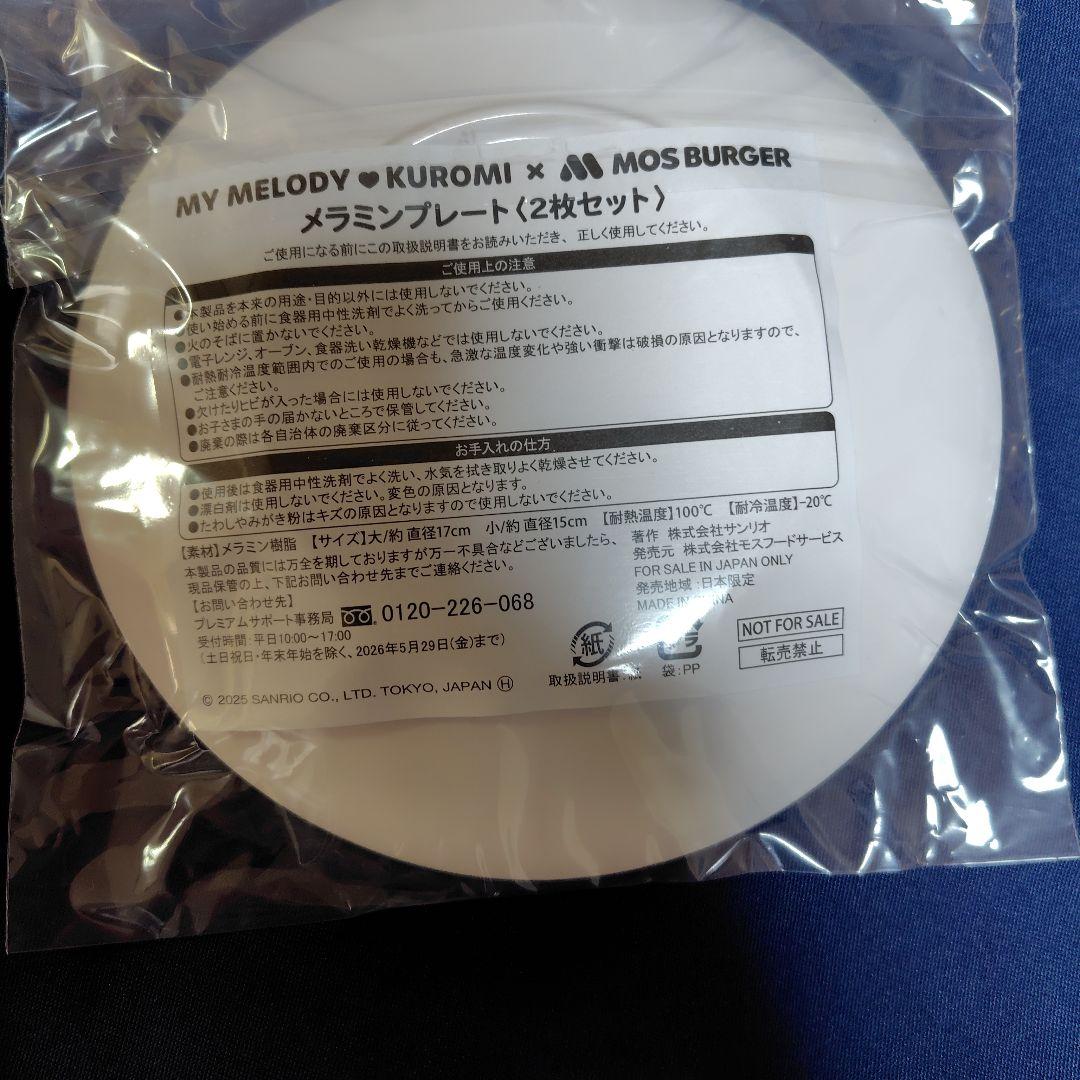 MY MELODY♥KUROMI × MOS BURGER
メラミンプレート〈2枚セット〉
ご使用になる前にこの取扱説明書をお読みいただき、正しく使用してください。
ご使用上の注意
●本製品を本来の用途・目的以外には使用しないでください。
●使い始める前に食器用中性洗剤でよく洗ってからご使用ください。
●火のそばに置かないでください。
●電子レンジ、オーブン、食器洗い乾燥機などでは使用しないでください。
●耐熱耐冷温度範囲内でのご使用の場合も、急激な温度変化や強い衝撃は破損の原因となりますので、
ご注意ください。
●欠けたりヒビが入った場合には使用しないでください。
●お子さまの手の届かないところで保管してください。
●廃棄の際は各自治体の廃棄区分に従ってください。
お手入れの仕方
●使用後は食器用中性洗剤でよく洗い、水気を拭き取りよく乾燥させてください。
●漂白剤は使用しないでください。変色の原因となります。
●たわしやみがき粉はキズの原因となりますので使用しないでください。
【素材】メラミン樹脂 【サイズ】大/約 直径17cm 小/約 直径15cm 【耐熱温度】100℃ 【耐冷温度】-20℃
本製品の品質には万全を期しておりますが万一不具合などございましたら、
現品保管の上、下記お問い合わせ先までご連絡ください。
【お問い合わせ先】
プレミアムサポート事務局 0120-226-068
受付時間:平日10:00〜17:00
(土日祝日・年末年始を除く、2026年5月29日(金)まで)
© 2025 SANRIO CO., LTD. TOKYO, JAPAN Ⓗ
著作 株式会社サンリオ
発売元 株式会社モスフードサービス
FOR SALE IN JAPAN ONLY
発売地域:日本限定
MADE IN
紙
取扱説明書:紙
袋:PP
NOT FOR SALE
転売禁止